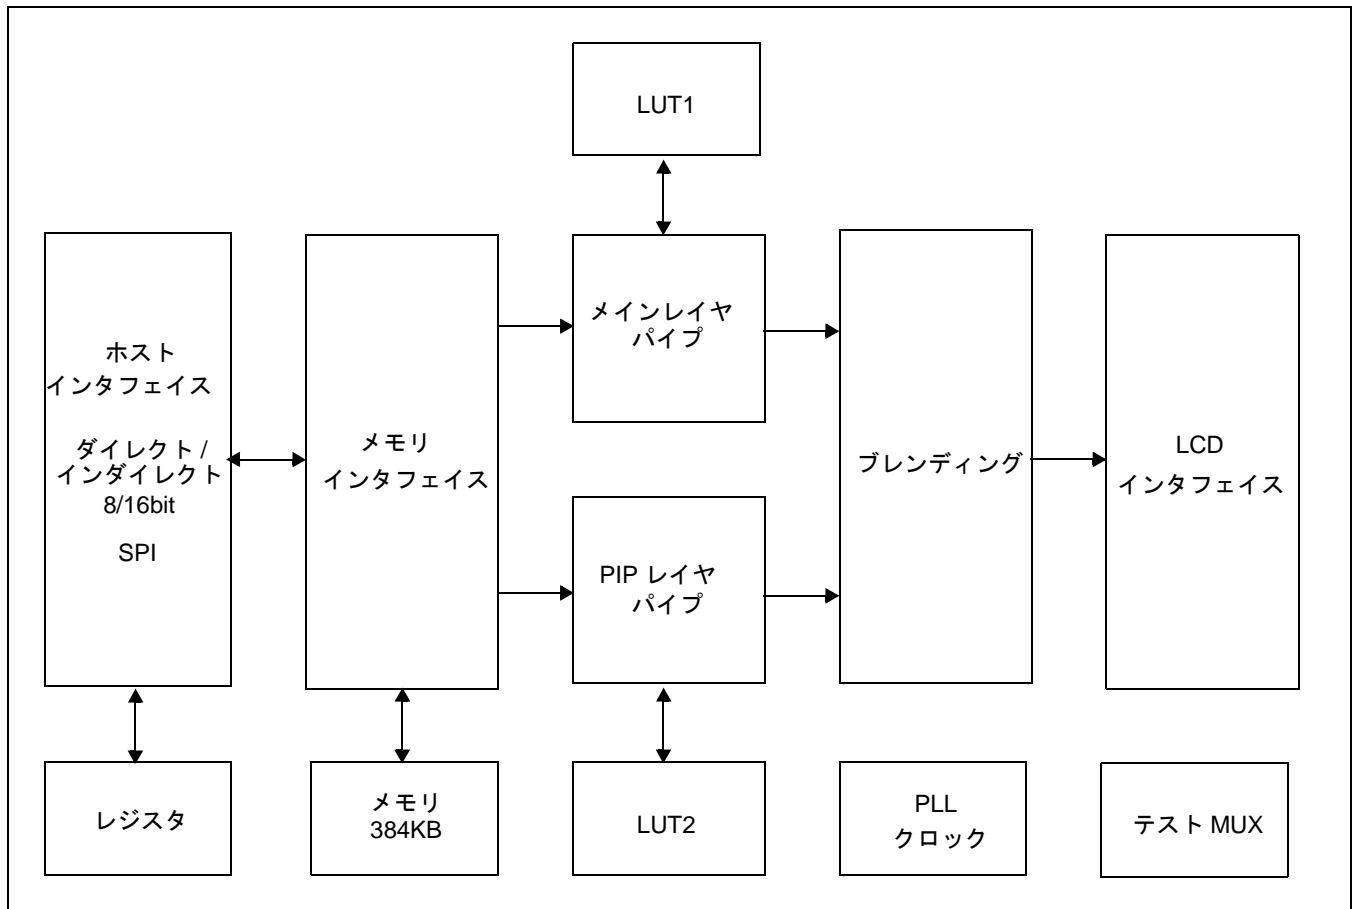 LUT1
ホスト
インタフェイス
ダイレクト /
インダイレクト
8/16bit
SPI
メモリ
インタフェイス
メインレイヤ
パイプ
PIP レイヤ
パイプ
ブレンディング
LCD
インタフェイス
レジスタ
メモリ
384KB
LUT2
PLL
クロック
テスト MUX